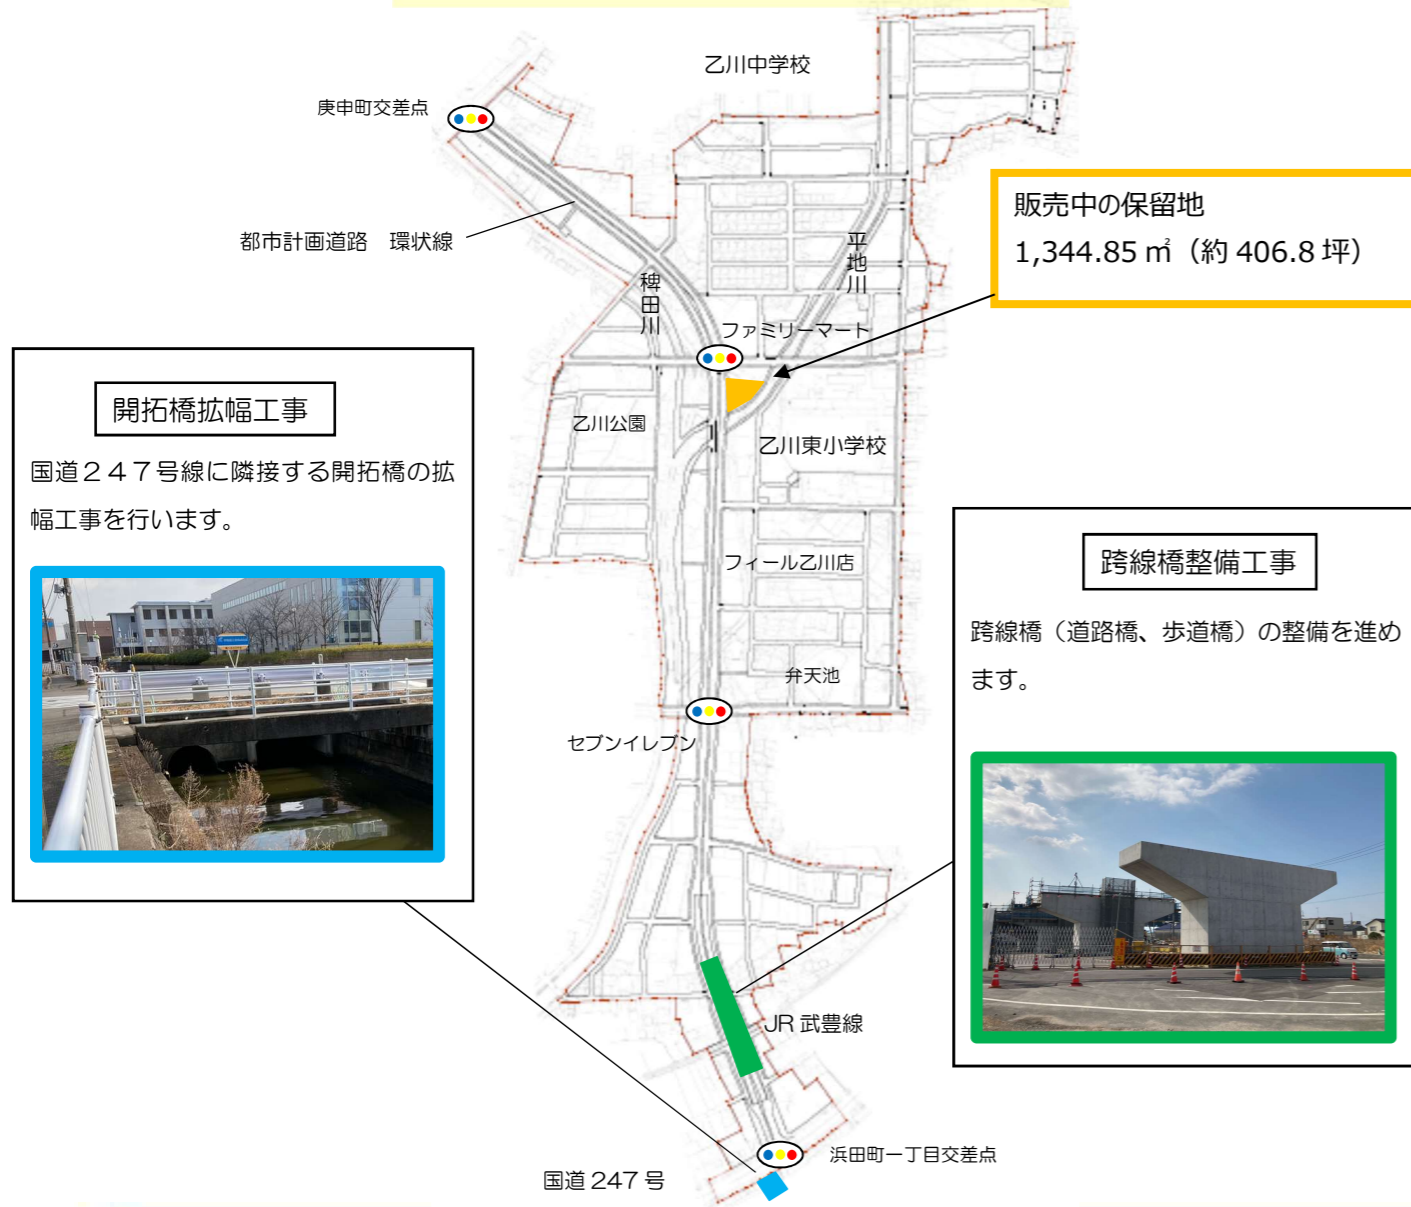 乙川中学校
庚申町交差点
都市計画道路 環状線
稗田川
平地川
販売中の保留地
1,344.85㎡(約406.8坪)
ファミリーマート
開拓橋拡幅工事
国道247号線に隣接する開拓橋の拡
幅工事を行います。
乙川公園
乙川東小学校
フィール乙川店
跨線橋整備工事
跨線橋(道路橋、歩道橋)の整備を進め
ます。
弁天池
セブンイレブン
JR武豊線
浜田町一丁目交差点
国道247号